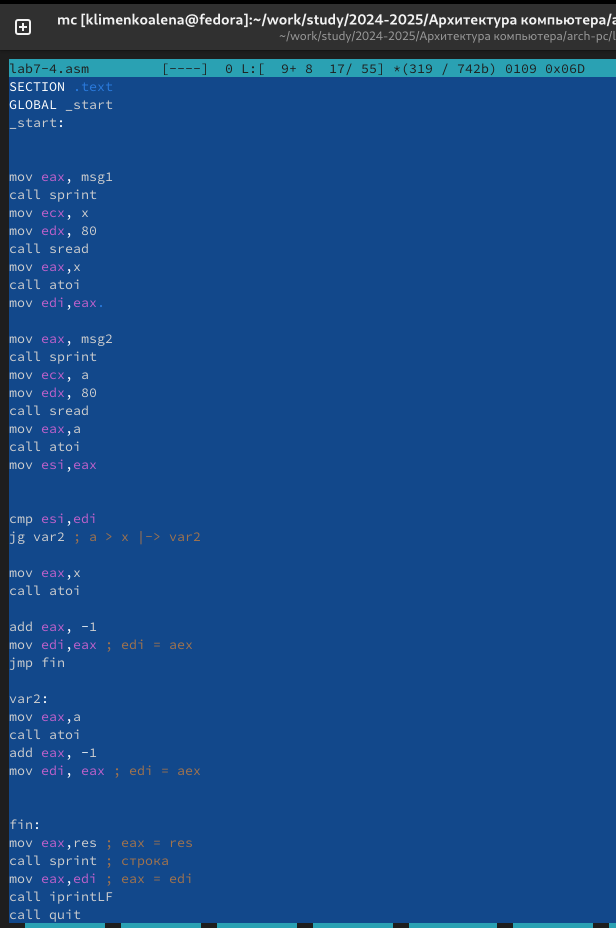 mc [klimenkoalena@fedora]:~/work/study/2024-2025/Архитектура компьютера/a
~/work/study/2024-2025/Архитектура компьютера/arch-pc/l
lab7-4.asm [----] 0 L:[ 9+ 8 17/ 55] *(319 / 742b) 0109 0x06D
SECTION .text
GLOBAL _start
_start:
mov eax, msg1
call sprint
mov ecx, x
mov edx, 80
call sread
mov eax,x
call atoi
mov edi,eax.
mov eax, msg2
call sprint
mov ecx, a
mov edx, 80
call sread
mov eax,a
call atoi
mov esi,eax
cmp esi,edi
jg var2 ; a > x |-> var2
mov eax,x
call atoi
add eax, -1
mov edi,eax ; edi = aex
jmp fin
var2:
mov eax,a
call atoi
add eax, -1
mov edi, eax ; edi = aex
fin:
mov eax,res ; eax = res
call sprint ; строка
mov eax,edi ; eax = edi
call iprintLF
call quit